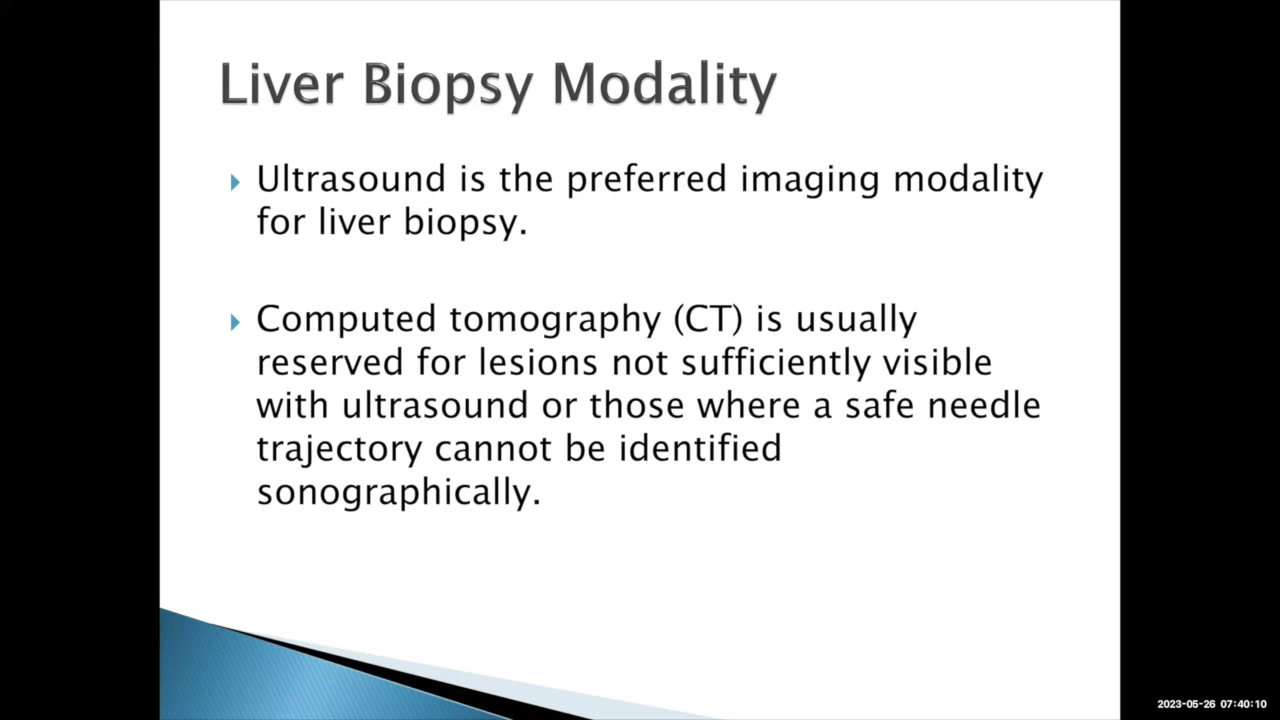 Liver Biopsy Modality
Ultrasound is the preferred imaging modality
for liver biopsy.
Computed tomography (CT) is usually
reserved for lesions not sufficiently visible
with ultrasound or those where a safe needle
trajectory cannot be identified
sonographically.
2023-05-26 07:40:10